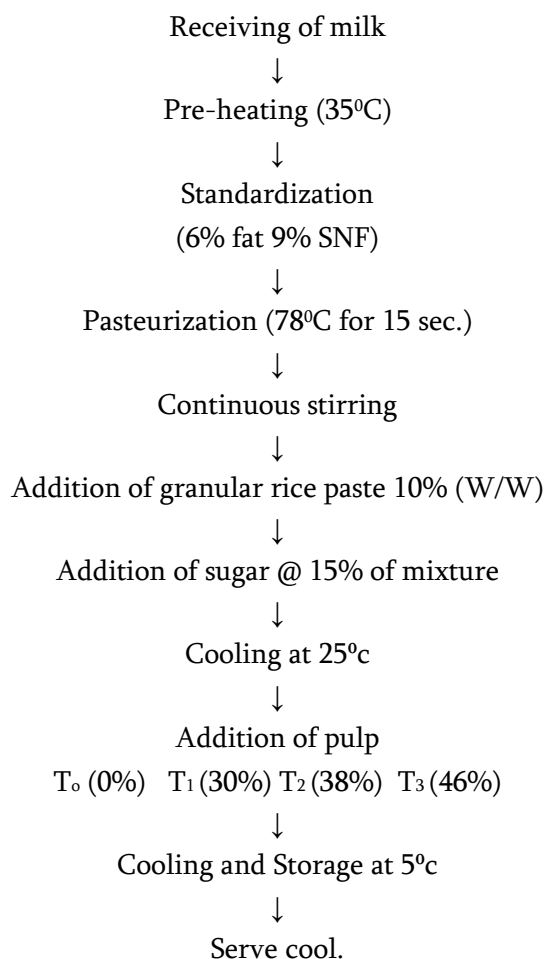 Receiving of milk
↓
Pre-heating (35⁰C)
↓
Standardization
(6% fat 9% SNF)
↓
Pasteurization (78⁰C for 15 sec.)
↓
Continuous stirring
↓
Addition of granular rice paste 10% (W/W)
↓
Addition of sugar @ 15% of mixture
↓
Cooling at 25⁰c
↓
Addition of pulp
Tₒ (0%) T₁ (30%) T₂ (38%) T₃ (46%)
↓
Cooling and Storage at 5⁰c
↓
Serve cool.